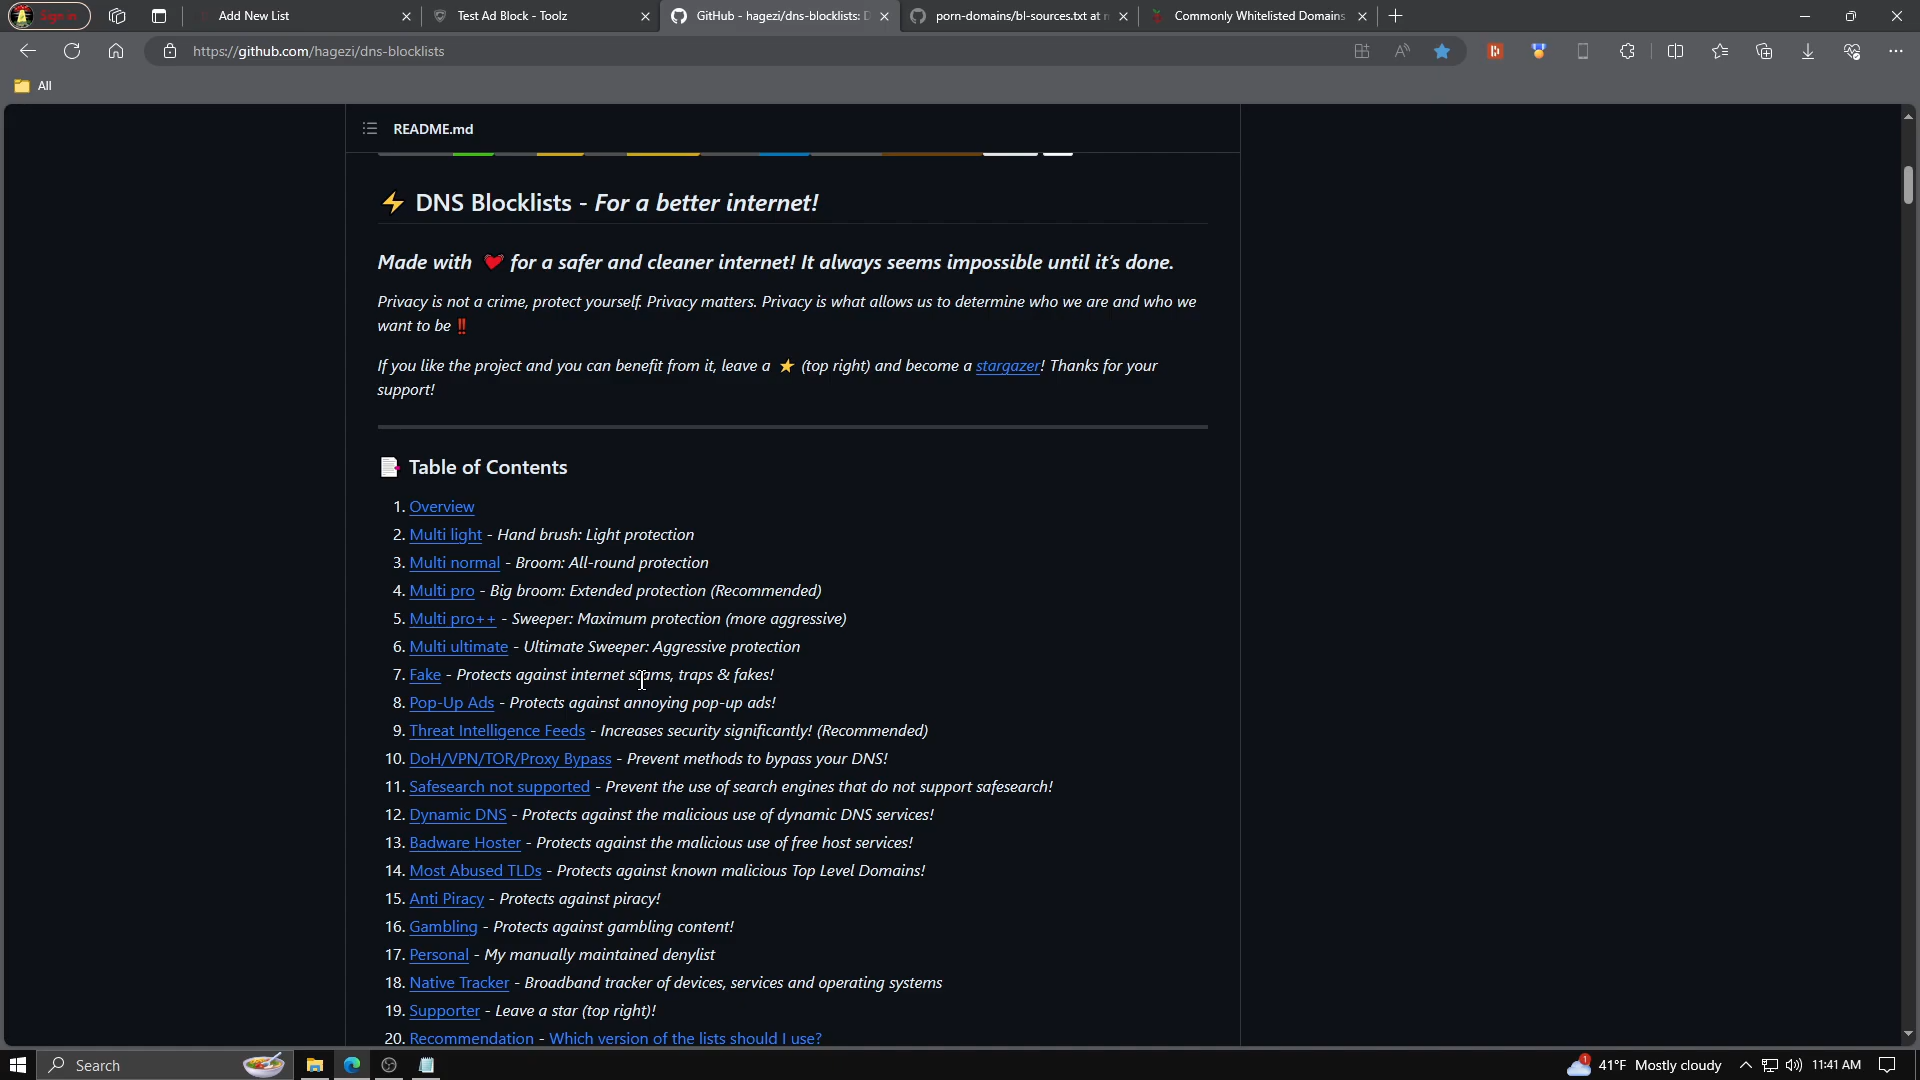 Sign in
Add New List
Test Ad Block - Toolz
GitHub - hagezi/dns-blocklists: D
porn-domains/bl-sources.txt at m
Commonly Whitelisted Domains
https://github.com/hagezi/dns-blocklists
All
README.md
DNS Blocklists - For a better internet!
Made with ❤️ for a safer and cleaner internet! It always seems impossible until it's done.
Privacy is not a crime, protect yourself. Privacy matters. Privacy is what allows us to determine who we are and who we
want to be ‼️
If you like the project and you can benefit from it, leave a ⭐ (top right) and become a stargazer! Thanks for your
support!
Table of Contents
1. Overview
2. Multi light - Hand brush: Light protection
3. Multi normal - Broom: All-round protection
4. Multi pro - Big broom: Extended protection (Recommended)
5. Multi pro++ - Sweeper: Maximum protection (more aggressive)
6. Multi ultimate - Ultimate Sweeper: Aggressive protection
7. Fake - Protects against internet scams, traps & fakes!
8. Pop-Up Ads - Protects against annoying pop-up ads!
9. Threat Intelligence Feeds - Increases security significantly! (Recommended)
10. DoH/VPN/TOR/Proxy Bypass - Prevent methods to bypass your DNS!
11. Safesearch not supported - Prevent the use of search engines that do not support safesearch!
12. Dynamic DNS - Protects against the malicious use of dynamic DNS services!
13. Badware Hoster - Protects against the malicious use of free host services!
14. Most Abused TLDs - Protects against known malicious Top Level Domains!
15. Anti Piracy - Protects against piracy!
16. Gambling - Protects against gambling content!
17. Personal - My manually maintained denylist
18. Native Tracker - Broadband tracker of devices, services and operating systems
19. Supporter - Leave a star (top right)!
20. Recommendation - Which version of the lists should I use?
Search
1
41°F Mostly cloudy
11:41 AM